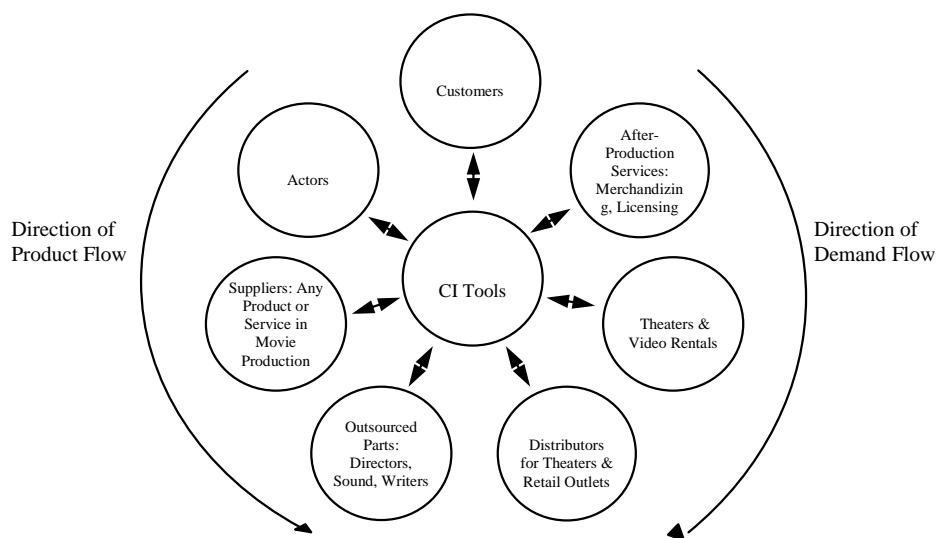 Customers
Actors
After-
Production
Services:
Merchandizin
g, Licensing
Direction of
Product Flow
Direction of
Demand Flow
CI Tools
Suppliers: Any
Product or
Service in
Movie
Production
Theaters &
Video Rentals
Outsourced
Parts:
Directors,
Sound, Writers
Distributors
for Theaters &
Retail Outlets